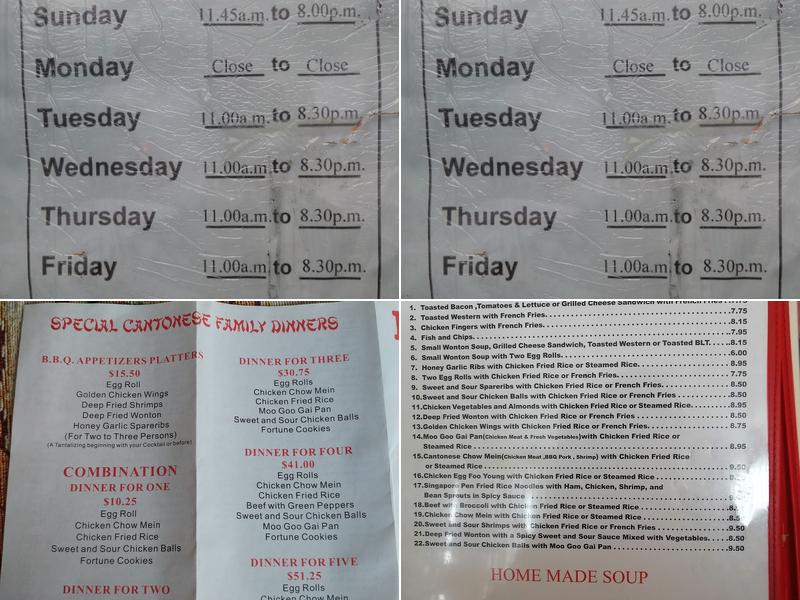 Sunday 11.45a.m. to 8.00p.m.
Monday Close to Close
Tuesday 11.00a.m. to 8.30p.m.
Wednesday 11.00a.m. to 8.30p.m.
Thursday 11.00a.m. to 8.30p.m.
Friday 11.00a.m. to 8.30p.m.
Sunday 11.45a.m. to 8.00p.m.
Monday Close to Close
Tuesday 11.00a.m. to 8.30p.m.
Wednesday 11.00a.m. to 8.30p.m.
Thursday 11.00a.m. to 8.30p.m.
Friday 11.00a.m. to 8.30p.m.
SPECIAL CANTONESE FAMILY DINNERS
B.B.Q. APPETIZERS PLATTERS
$15.50
Egg Roll
Golden Chicken Wings
Deep Fried Shrimps
Deep Fried Wonton
Honey Garlic Spareribs
(For Two to Three Persons)
(A Tantalizing beginning with your Cocktail or before)
COMBINATION
DINNER FOR ONE
$10.25
Egg Roll
Chicken Chow Mein
Chicken Fried Rice
Sweet and Sour Chicken Balls
Fortune Cookies
DINNER FOR TWO
DINNER FOR THREE
$30.75
Egg Rolls
Chicken Chow Mein
Chicken Fried Rice
Moo Goo Gai Pan
Sweet and Sour Chicken Balls
Fortune Cookies
DINNER FOR FOUR
$41.00
Egg Rolls
Chicken Chow Mein
Chicken Fried Rice
Beef with Green Peppers
Sweet and Sour Chicken Balls
Moo Goo Gai Pan
Fortune Cookies
DINNER FOR FIVE
$51.25
Egg Rolls
Chicken Chow Mein
1. Toasted Bacon ,Tomatoes & Lettuce or Grilled Cheese Sandwich with French Fries
2. Toasted Western with French Fries. 7.75
3. Chicken Fingers with French Fries. 8.15
4. Fish and Chips. 7.95
5. Small Wonton Soup, Grilled Cheese Sandwich, Toasted Western or Toasted BLT. 8.15
6. Small Wonton Soup with Two Egg Rolls. 6.00
7. Honey Garlic Ribs with Chicken Fried Rice or Steamed Rice. 8.95
8. Two Egg Rolls with Chicken Fried Rice or French Fries. 7.75
9. Sweet and Sour Spareribs with Chicken Fried Rice or French Fries. 8.50
10. Sweet and Sour Chicken Balls with Chicken Fried Rice or French Fries. 8.50
11. Chicken Vegetables and Almonds with Chicken Fried Rice or Steamed Rice. 8.95
12. Deep Fried Wonton with Chicken Fried Rice or French Fries 8.50
13. Golden Chicken Wings with Chicken Fried Rice or French Fries. 8.75
14. Moo Goo Gai Pan(Chicken Meat & Fresh Vegetables)with Chicken Fried Rice or
Steamed Rice 8.95
15. Cantonese Chow Mein(Chicken Meat ,BBQ Pork , Shrimp) with Chicken Fried Rice
or Steamed Rice 9.50
16. Chicken Egg Foo Young with Chicken Fried Rice or Steamed Rice
17. Singapore Pen Fried Rice Noodles with Ham, Chicken, Shrimp, and
Bean Sprouts in Spicy Sauce
18. Beef with Broccoli with Chicken Fried Rice or Steamed Rice
19. Chicken Chow Mein with Chicken Fried Rice or Steamed Rice
20. Sweet and Sour Shrimps with Chicken Fried Rice or French Fries 9.50
21. Deep Fried Wonton with a Spicy Sweet and Sour Sauce Mixed with Vegetables. 8.50
22. Sweet and Sour Chicken Balls with Moo Goo Gai Pan 9.50
HOME MADE SOUP